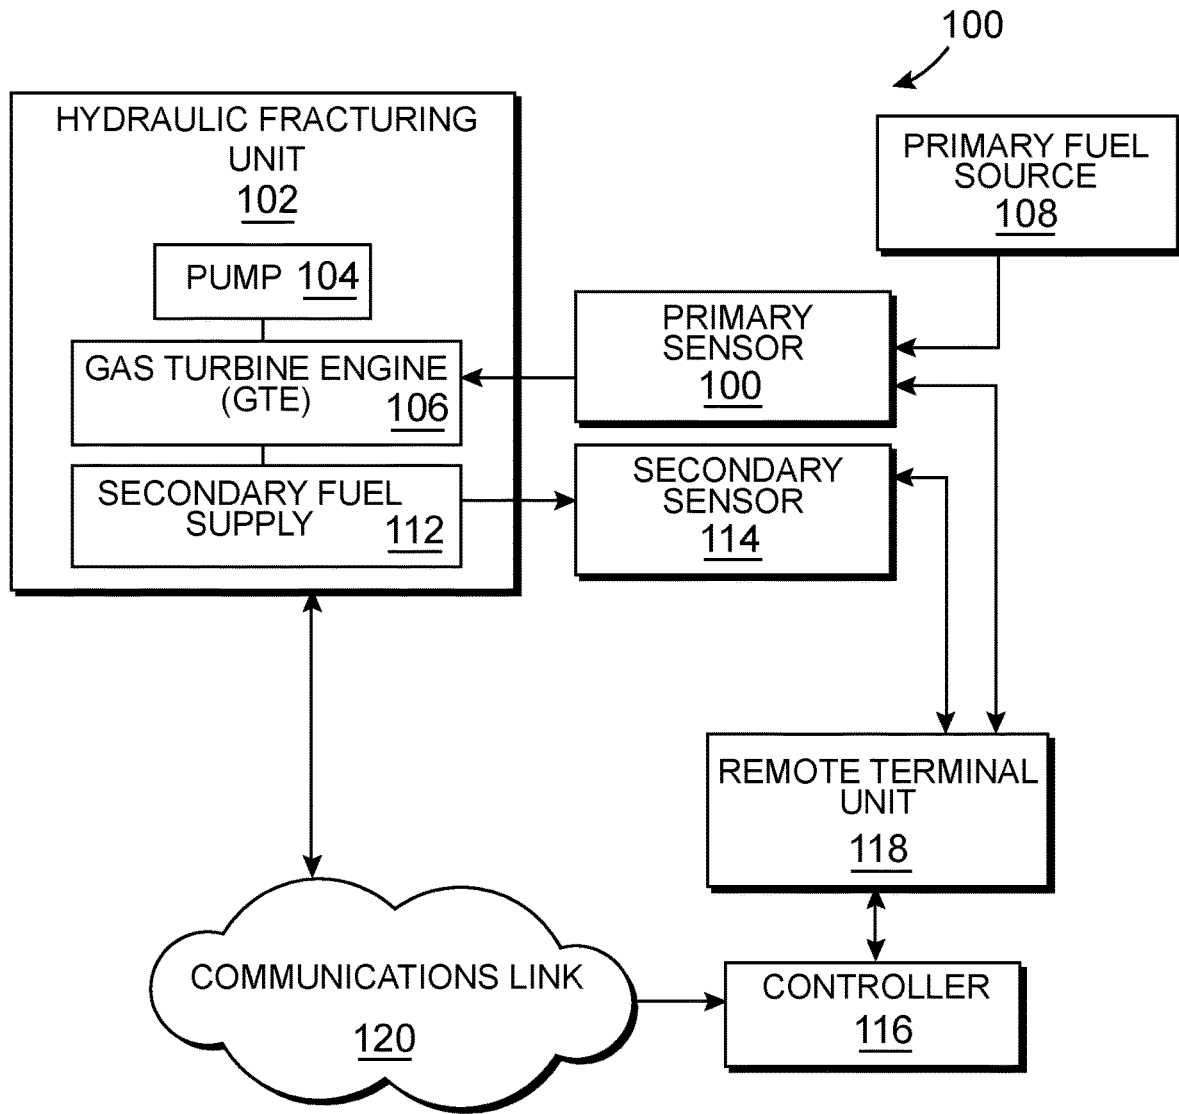 100
HYDRAULIC FRACTURING
UNIT
102
PUMP 104
GAS TURBINE ENGINE
(GTE) 106
SECONDARY FUEL
SUPPLY 112
PRIMARY FUEL
SOURCE
108
PRIMARY
SENSOR
100
SECONDARY
SENSOR
114
REMOTE TERMINAL
UNIT
118
COMMUNICATIONS LINK
120
CONTROLLER
116